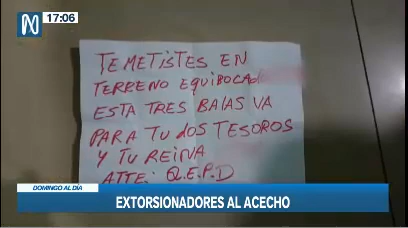 N
17:06
TEMETISTES EN
TERRENO EQUIBOCAD
ESTA TRES BALAS VA
PARA TU DOS TESOROS
Y TU REINA
ATTE: Q.E.P.D
DOMINGO AL DÍA
EXTORSIONADORES AL ACECHO